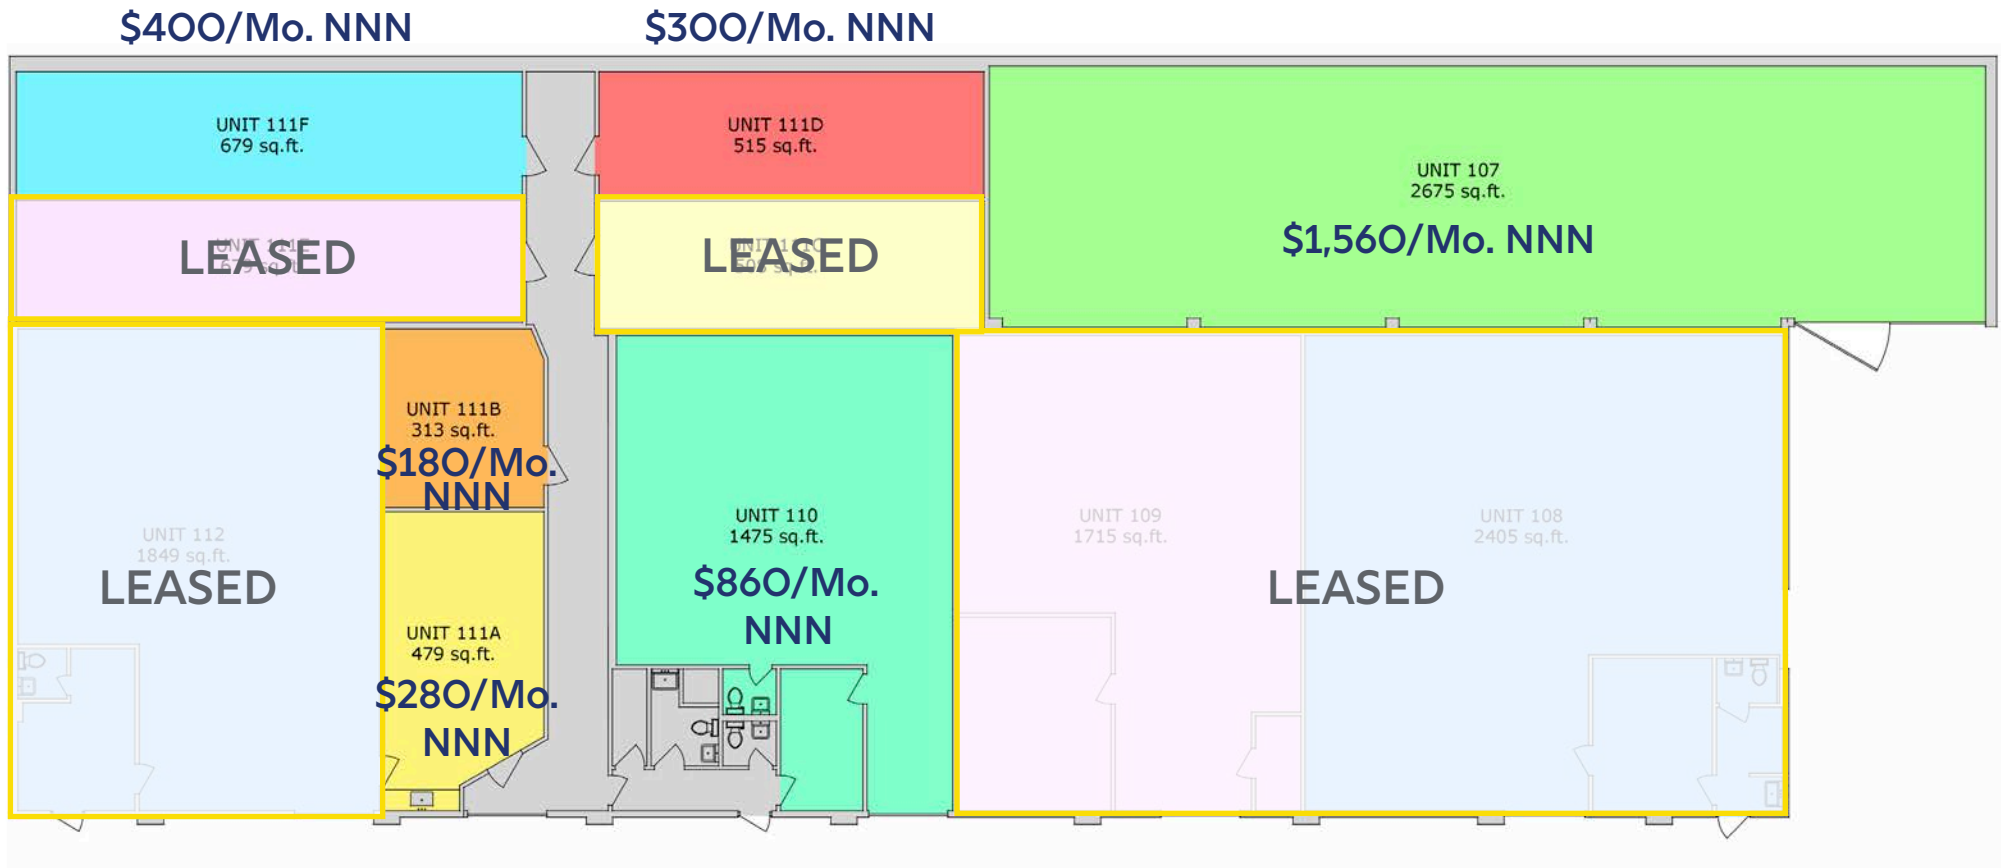 $400/Mo. NNN
$300/Mo. NNN
UNIT 111F
679 sq.ft.
UNIT 111D
515 sq.ft.
UNIT 107
2675 sq.ft.
$1,560/Mo. NNN
LEASED
LEASED
UNIT 111B
313 sq.ft.
$180/Mo.
NNN
UNIT 112
1849 sq.ft.
LEASED
UNIT 111A
479 sq.ft.
$280/Mo.
NNN
UNIT 110
1475 sq.ft.
$860/Mo.
NNN
UNIT 109
1715 sq.ft.
UNIT 108
2405 sq.ft.
LEASED